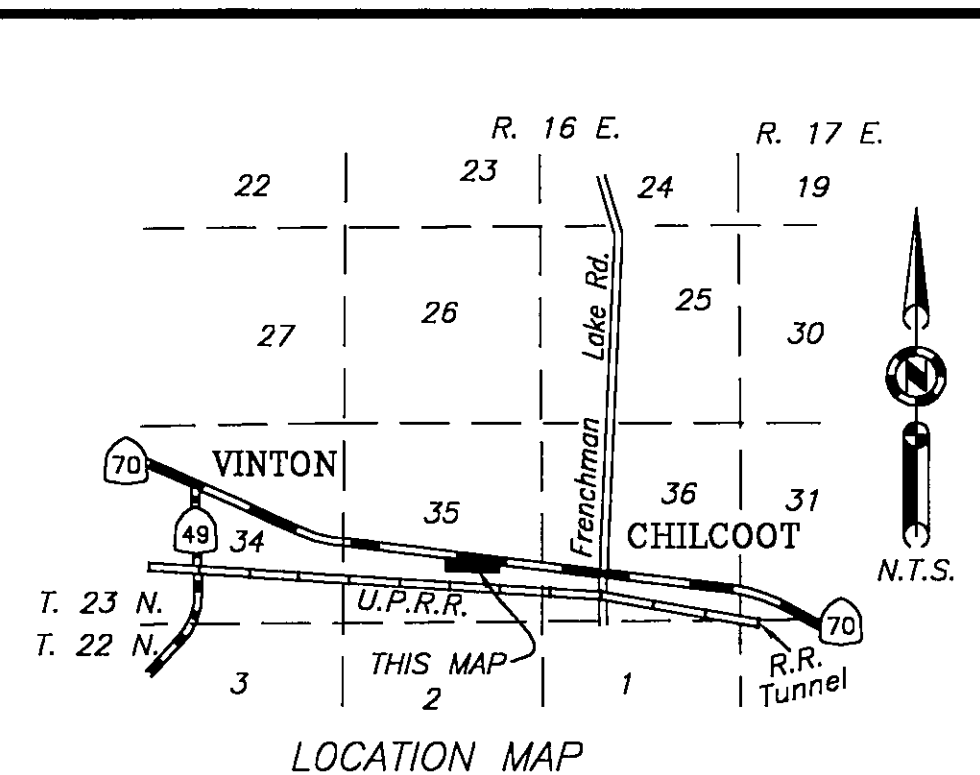 R. 16 E.
R. 17 E.
22
23
24
19
27
26
25
30
Frenchman Lake Rd.
N
N.T.S.
70
VINTON
35
36
31
CHILCOOT
49
34
U.P.R.R.
T. 23 N.
T. 22 N.
70
THIS MAP
R.R.
Tunnel
3
2
1
LOCATION MAP